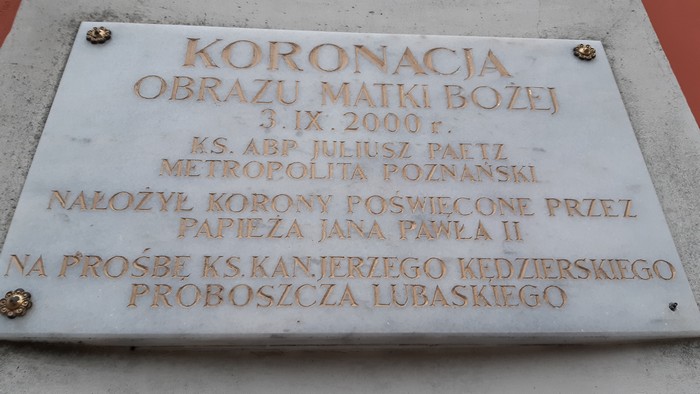 KORONACJA
OBRAZU MATKI BOŻEJ
3.IX.2000 r.
KS. ABP JULIUSZ PAETZ
METROPOLITA POZNAŃSKI
NAŁOŻYŁ KORONY POŚWIĘCONE PRZEZ
PAPIEŻA JANA PAWŁA II
NA PROŚBĘ KS. KAN. JERZEGO KĘDZIERSKIEGO
PROBOSZCZA LUBASKIEGO